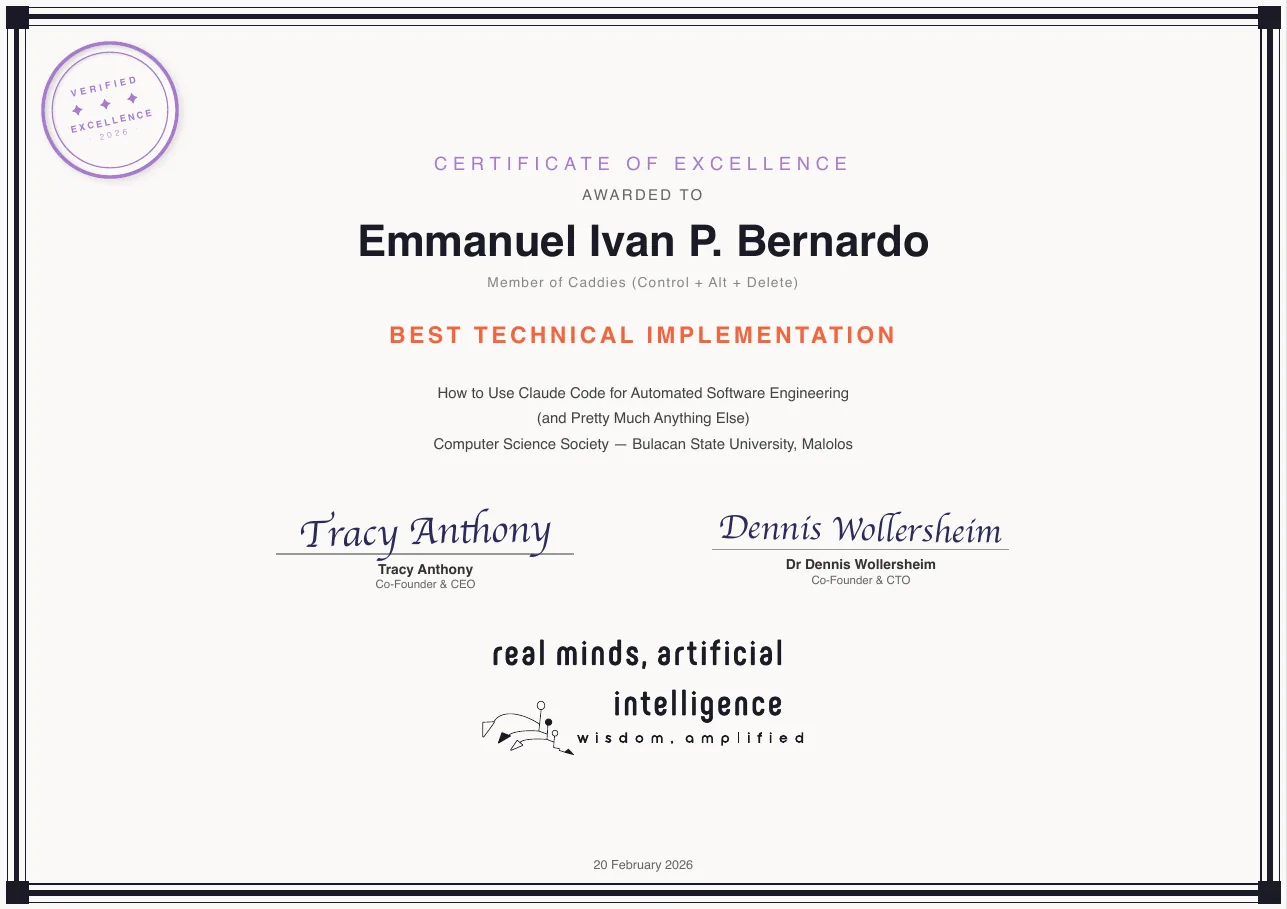 VERIFIED
✦ ✦ ✦
EXCELLENCE
· 2026 ·
CERTIFICATE OF EXCELLENCE
AWARDED TO
Emmanuel Ivan P. Bernardo
Member of Caddies (Control + Alt + Delete)
BEST TECHNICAL IMPLEMENTATION
How to Use Claude Code for Automated Software Engineering
(and Pretty Much Anything Else)
Computer Science Society — Bulacan State University, Malolos
Tracy Anthony
Tracy Anthony
Co-Founder & CEO
Dennis Wollersheim
Dr Dennis Wollersheim
Co-Founder & CTO
real minds, artificial
intelligence
wisdom, amplified
20 February 2026